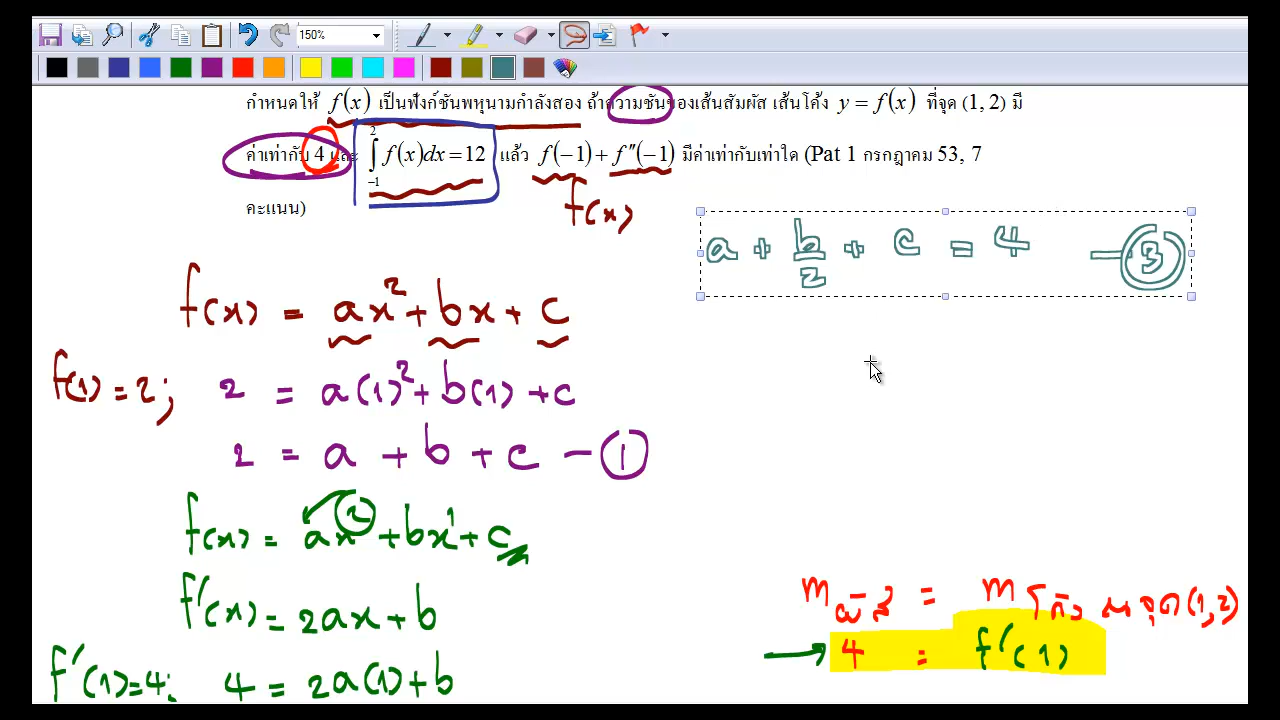 150%
กำหนดให้ f(x) เป็นฟังก์ชันพหุนามกำลังสอง ถ้าความชันของเส้นสัมผัส เส้นโค้ง y = f(x) ที่จุด (1, 2) มี
ค่าเท่ากับ 4 และ ∫₋₁² f(x)dx = 12 แล้ว f(−1) + f″(−1) มีค่าเท่ากับเท่าใด (Pat 1 กรกฎาคม 53, 7
คะแนน)
f(x)
a + b/2 + c = 4 — ③
f(x) = ax² + bx + c
f(1) = 2; 2 = a(1)² + b(1) + c
2 = a + b + c — ①
f(x) = ax² + bx¹ + c
f′(x) = 2ax + b
f′(1) = 4; 4 = 2a(1) + b
m = m จุด (1,2)
4 = f′(1)